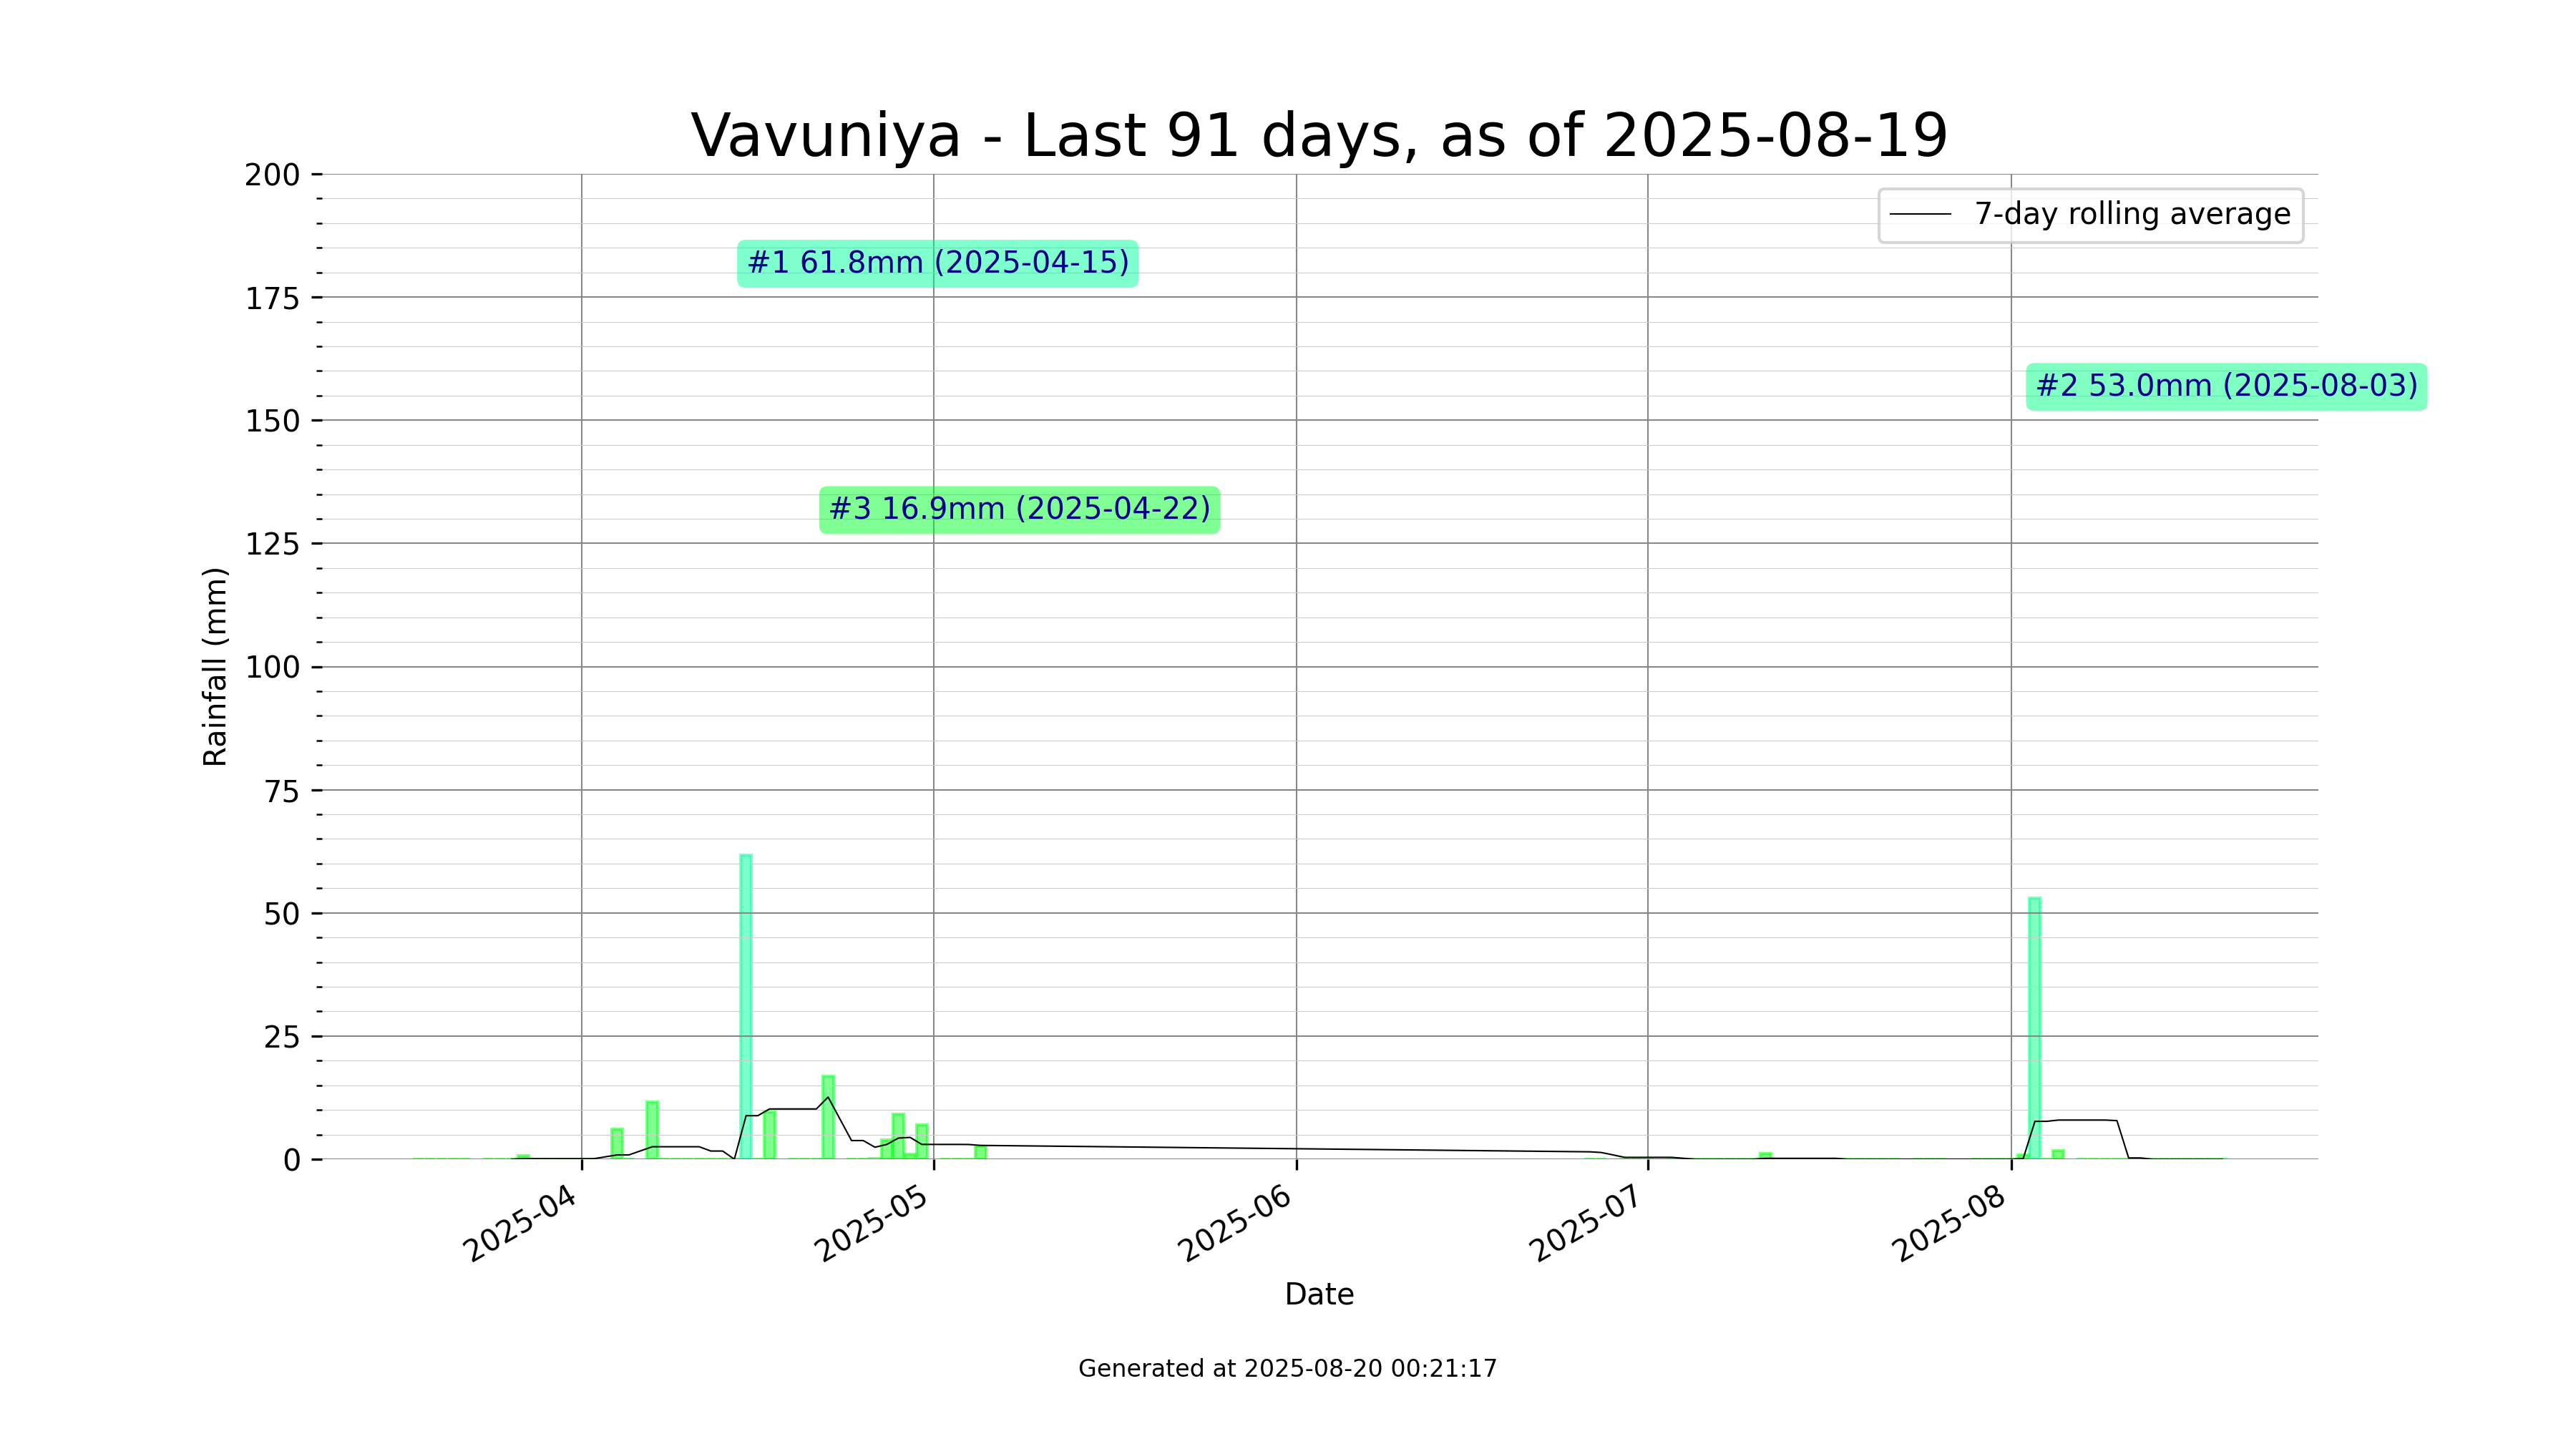 Vavuniya - Last 91 days, as of 2025-08-19
200
175
150
125
100
75
50
25
0
Rainfall (mm)
7-day rolling average
#1 61.8mm (2025-04-15)
#2 53.0mm (2025-08-03)
#3 16.9mm (2025-04-22)
2025-04
2025-05
2025-06
2025-07
2025-08
Date
Generated at 2025-08-20 00:21:17